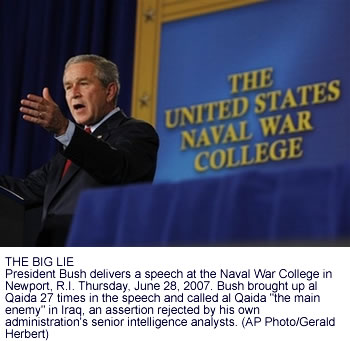 THE
UNITED STATES
NAVAL WAR
COLLEGE
THE BIG LIE
President Bush delivers a speech at the Naval War College in
Newport, R.I. Thursday, June 28, 2007. Bush brought up al
Qaida 27 times in the speech and called al Qaida "the main
enemy" in Iraq, an assertion rejected by his own
administration's senior intelligence analysts. (AP Photo/Gerald
Herbert)